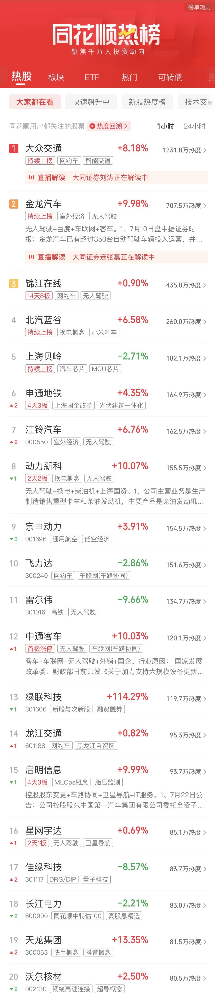 榜单规则
同花顺热榜
聚焦千万人投资动向
热股 板块 ETF 热门 可转债
大家都在看 快速飙升中 新股热度榜 技术交易
同花顺用户都关注的股票 热度回溯 1小时 24小时
1 大众交通 +8.18% 1231.8万热度
持续上榜 网约车 智能交通
直播解读 大同证券刘涛正在解读中
2 金龙汽车 +9.98% 707.5万热度
持续上榜 室外经济 无人驾驶
无人驾驶+百度+车联网+客车。1、7月10日盘中据证券时
报：金龙汽车已有超过350台自动驾驶车辆投入运营，并...
直播解读 大同证券连张磊正在解读中
3 锦江在线 +0.90% 435.8万热度
14天8板 网约车 无人驾驶
4 北汽蓝谷 +6.58% 260.0万热度
持续上榜 换电概念 小米汽车
5 上海贝岭 -2.71% 182.1万热度
持续上榜 汽车芯片 MCU芯片
6 申通地铁 +4.35% 164.9万热度
2 4天3板 上海国企改革 光伏建筑一体化
7 江铃汽车 +6.76% 162.5万热度
2 000550 室外经济 无人驾驶
8 动力新科 +10.07% 155.5万热度
1 2天2板 换电概念 无人驾驶
无人驾驶+换电+柴油机+上海国资。1、公司主营业务是生产
制造销售重型卡车和柴油发动机，主要产品是柴油发动机...
9 宗申动力 +3.91% 154.5万热度
3 001696 通用航空 低空经济
10 飞力达 -2.86% 151.6万热度
300240 网约车 车联网(车路协同)
11 雷尔伟 -9.66% 134.7万热度
301016 高铁 无人驾驶
12 中通客车 +10.03% 120.1万热度
1 首板涨停 无人驾驶 车联网(车路协同)
客车+车联网+无人驾驶+外销+国企。行业原因： 国家发展
改革委、财政部日前印发《关于加力支持大规模设备更新...
13 绿联科技 +114.29% 119.7万热度
1 301606 新股与次新股 融资融券
14 龙江交通 +0.82% 95.3万热度
1 601188 网约车 黑龙江自贸区
15 启明信息 +9.99% 93.7万热度
1 4天3板 MLOps概念 胎压监测
控股股东变更+车路协同+卫星导航+IT服务。1、7月22日公
告：公司控股股东中国第一汽车集团有限公司委托全资子...
16 星网宇达 +0.69% 85.1万热度
1 2天1板 无人驾驶 卫星导航
17 佳缘科技 -8.57% 83.7万热度
2 301117 DRG/DIP 量子科技
18 长江电力 -2.21% 83.0万热度
2 600900 同花顺中特估100 高股息精选
19 天龙集团 +13.35% 81.5万热度
2 300063 快手概念 抖音概念
20 沃尔核材 +2.50% 80.5万热度
2 002130 铜缆高速连接 超导概念